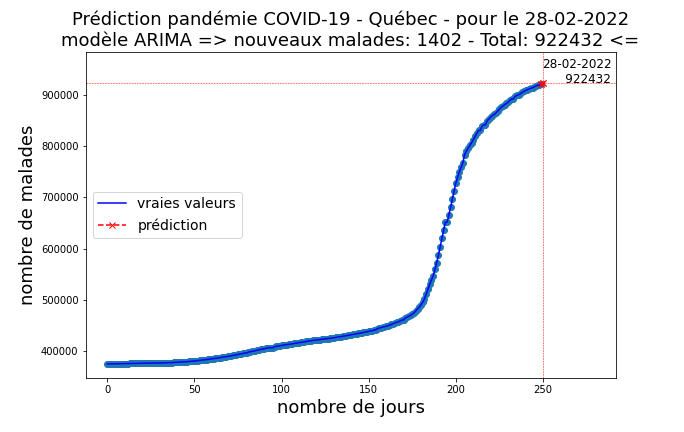 Prédiction pandémie COVID-19 - Québec - pour le 28-02-2022
modèle ARIMA => nouveaux malades: 1402 - Total: 922432 <=
28-02-2022
922432
900000
800000
700000
600000
500000
400000
nombre de malades
vraies valeurs
prédiction
0 50 100 150 200 250
nombre de jours